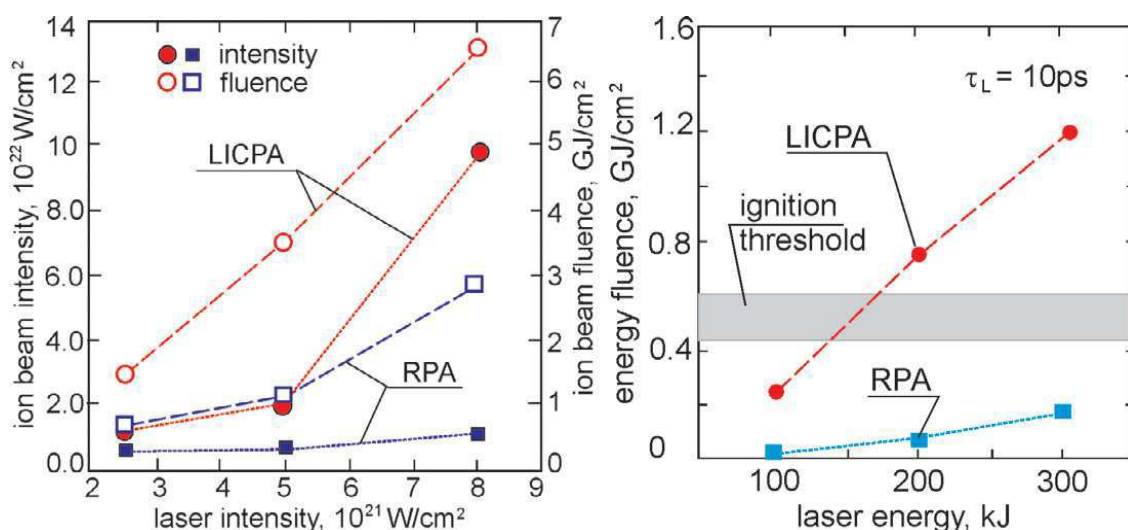 ion beam intensity, 10²² W/cm²
14
12
10
8.0
6.0
4.0
2.0
0.0
intensity
fluence
LICPA
RPA
7
6
5
4
3
2
1
0
ion beam fluence, GJ/cm²
2
3
4
5
6
7
8
9
laser intensity, 10²¹ W/cm²
energy fluence, GJ/cm²
1.6
1.2
0.8
0.4
0
τL = 10ps
LICPA
ignition
threshold
RPA
100
200
300
laser energy, kJ